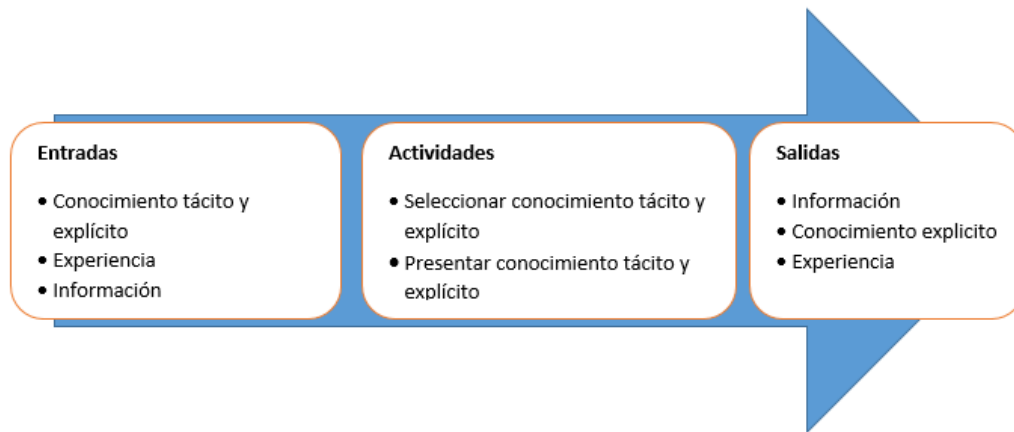 Entradas
• Conocimiento tácito y
explícito
• Experiencia
• Información
Actividades
• Seleccionar conocimiento tácito y
explícito
• Presentar conocimiento tácito y
explícito
Salidas
• Información
• Conocimiento explicito
• Experiencia